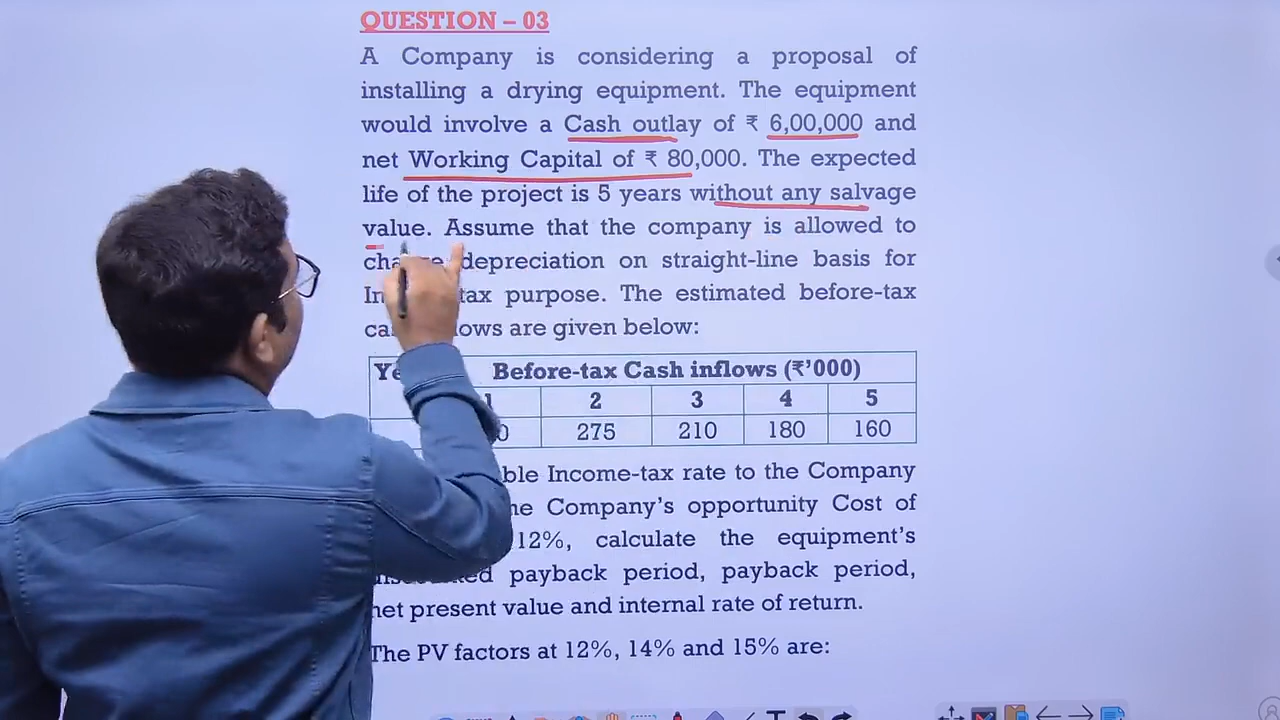 QUESTION – 03
A Company is considering a proposal of
installing a drying equipment. The equipment
would involve a Cash outlay of ₹ 6,00,000 and
net Working Capital of ₹ 80,000. The expected
life of the project is 5 years without any salvage
value. Assume that the company is allowed to
depreciation on straight-line basis for
tax purpose. The estimated before-tax
are given below:
Before-tax Cash inflows (₹’000)
1 2 3 4 5
275 210 180 160
Income-tax rate to the Company
Company’s opportunity Cost of
12%, calculate the equipment’s
payback period, payback period,
net present value and internal rate of return.
The PV factors at 12%, 14% and 15% are: